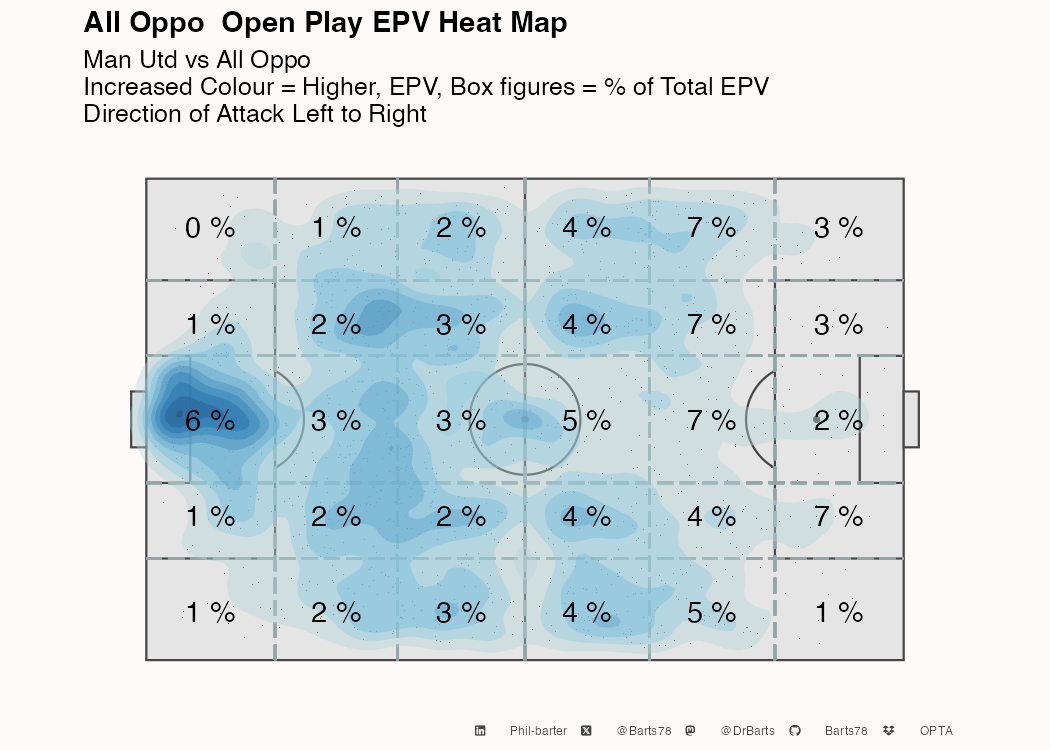 All Oppo  Open Play EPV Heat Map
Man Utd vs All Oppo
Increased Colour = Higher, EPV, Box figures = % of Total EPV
Direction of Attack Left to Right
0 % 1 % 2 % 4 % 7 % 3 %
1 % 2 % 3 % 4 % 7 % 3 %
6 % 3 % 3 % 5 % 7 % 2 %
1 % 2 % 2 % 4 % 4 % 7 %
1 % 2 % 3 % 4 % 5 % 1 %
Phil-barter @Barts78 @DrBarts Barts78 OPTA